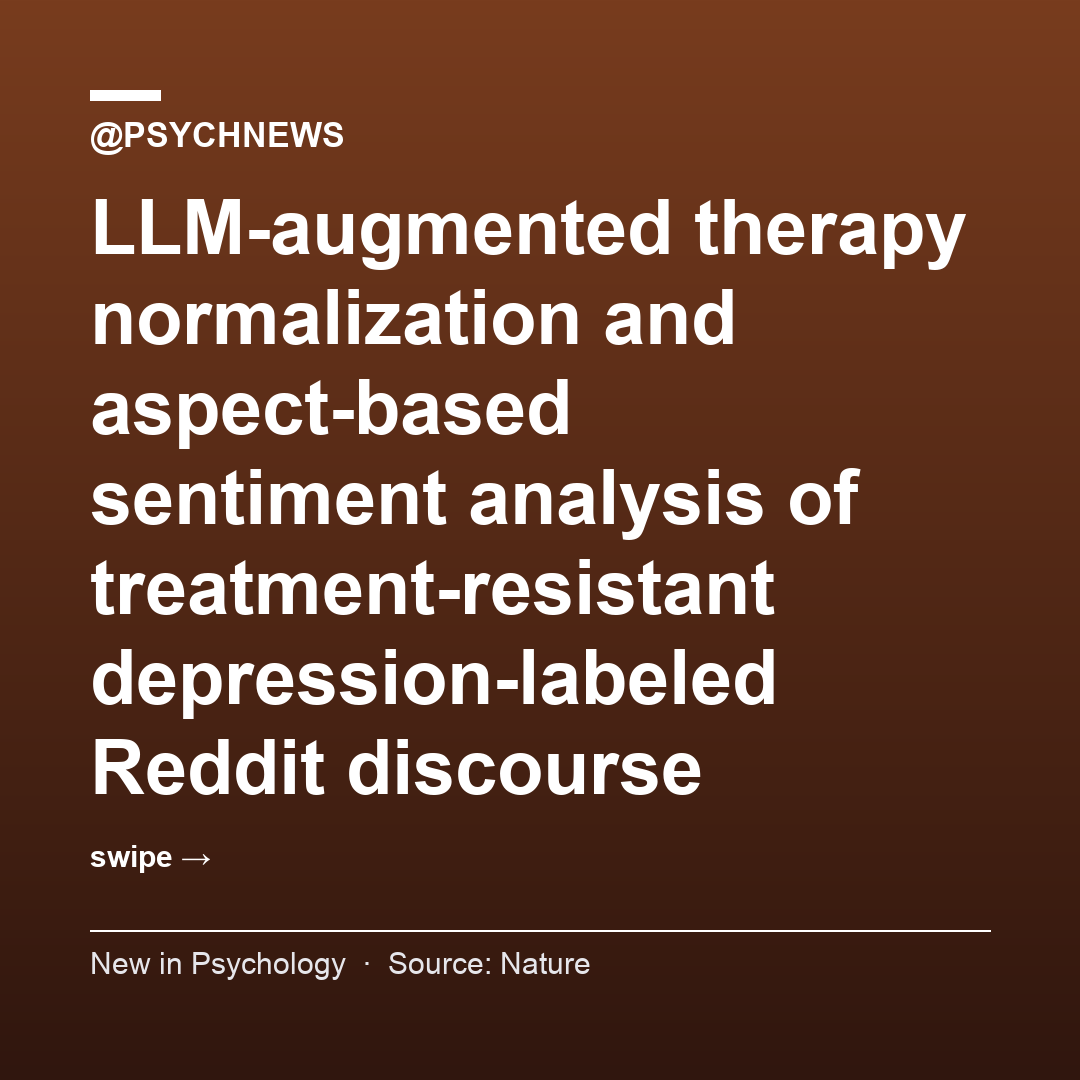 @PSYCHNEWS
LLM-augmented therapy
normalization and
aspect-based
sentiment analysis of
treatment-resistant
depression-labeled
Reddit discourse
swipe →
New in Psychology · Source: Nature